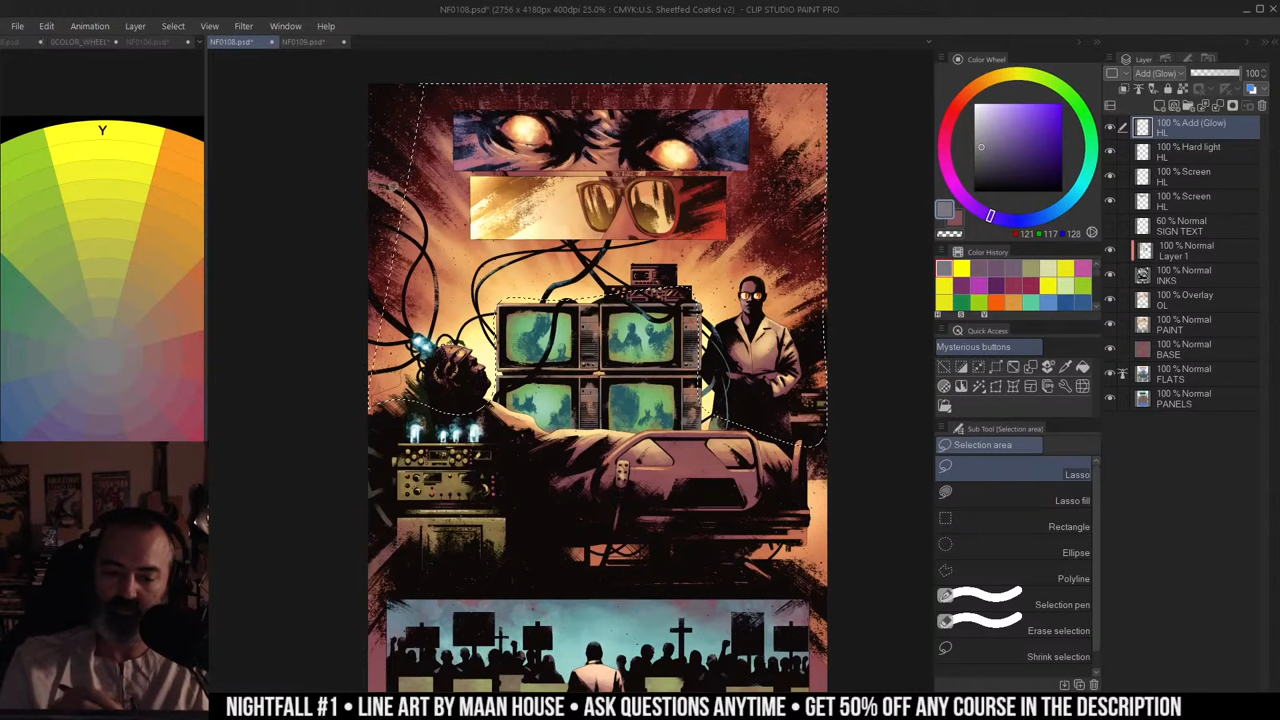 NF0108.psd* (2756 x 4180px 400dpi 25.0% : CMYK:U.S. Sheetfed Coated v2) - CLIP STUDIO PAINT PRO
File Edit Animation Layer Select View Filter Window Help
0COLOR_WHEEL* NF0106.psd* NF0108.psd* NF0109.psd*
Y
Color Wheel
121 117 128
Color History
H S V
Quick Access
Mysterious buttons
Sub Tool [Selection area]
Selection area
Lasso
Lasso fill
Rectangle
Ellipse
Polyline
Selection pen
Erase selection
Shrink selection
Layer
Add (Glow) 100
100 % Add (Glow)
HL
100 % Hard light
HL
100 % Screen
HL
100 % Screen
HL
60 % Normal
SIGN TEXT
100 % Normal
Layer 1
100 % Normal
INKS
100 % Overlay
OL
100 % Normal
PAINT
100 % Normal
BASE
100 % Normal
FLATS
100 % Normal
PANELS
NIGHTFALL #1 • LINE ART BY MAAN HOUSE • ASK QUESTIONS ANYTIME • GET 50% OFF ANY COURSE IN THE DESCRIPTION